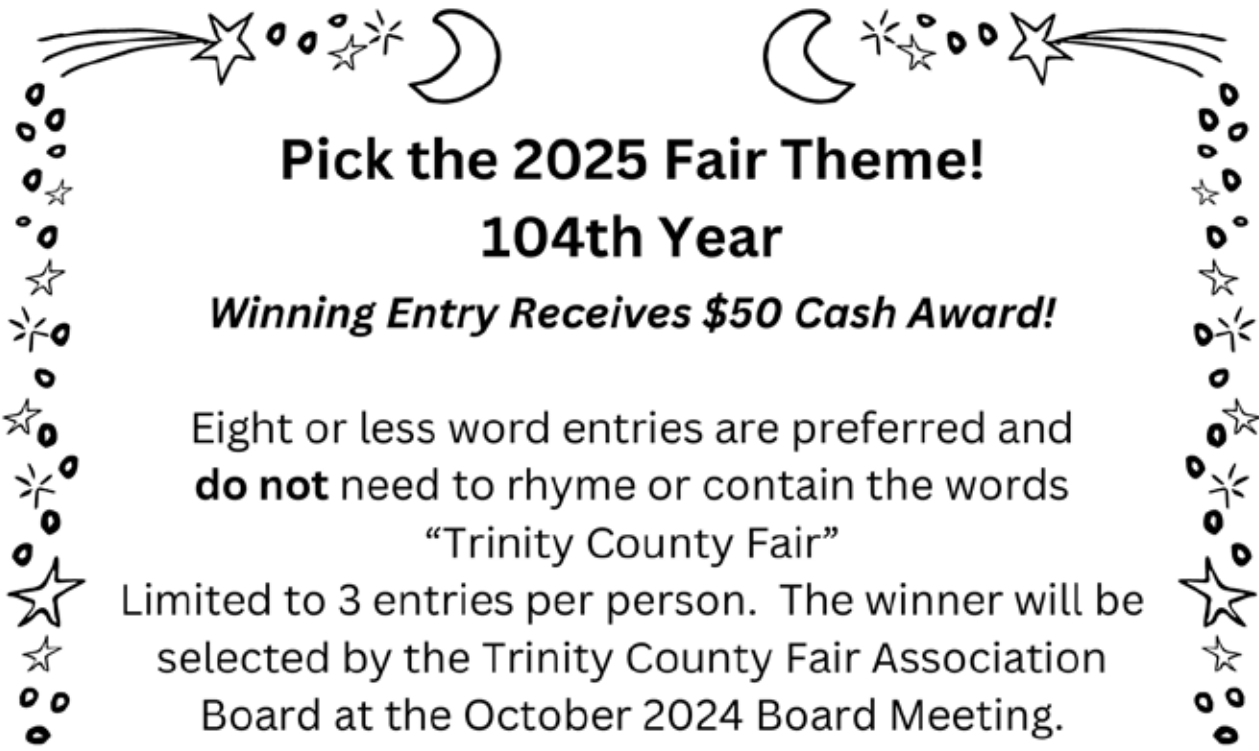 Pick the 2025 Fair Theme!
104th Year
Winning Entry Receives $50 Cash Award!
Eight or less word entries are preferred and
do not need to rhyme or contain the words
“Trinity County Fair”
Limited to 3 entries per person. The winner will be
selected by the Trinity County Fair Association
Board at the October 2024 Board Meeting.